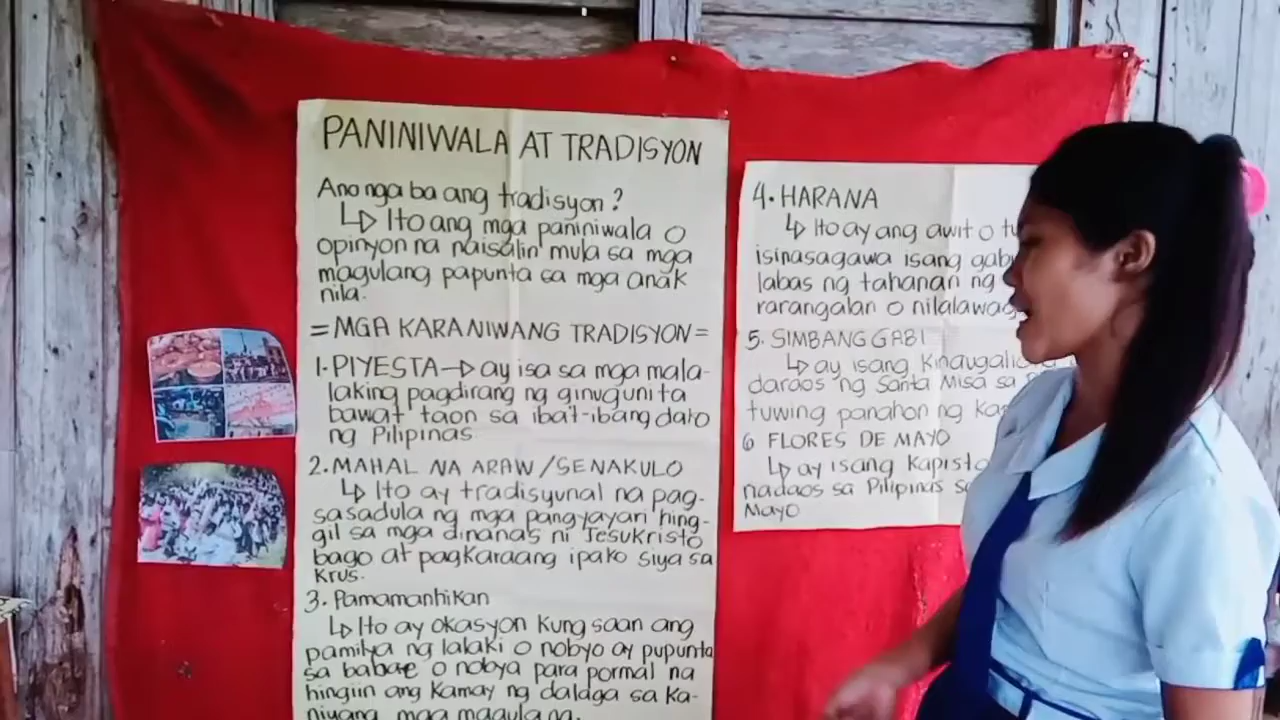 PANINIWALA AT TRADISYON
Ano nga ba ang tradisyon?
Ito ang mga paniniwala o
opinyon na naisalin mula sa mga
magulang papunta sa mga anak
nila.
=MGA KARANIWANG TRADISYON=
1. PIYESTA → ay isa sa mga mala-
laking pagdirang ng ginugunita
bawat taon sa ibat-ibang dako
ng Pilipinas.
2. MAHAL NA ARAW/SENAKULO
Ito ay tradisyunal na pag-
sasadula ng mga pangyayari hing-
gil sa mga dinanas ni Jesukristo
bago at pagkaraang ipako siya sa
Krus.
3. Pamamanhikan
Ito ay okasyon kung saan ang
pamilya ng lalaki o nobyo ay pupunta
sa babae o nobya para pormal na
hingiin ang kamay ng dalaga sa ka-
niyang mga magulang.
4. HARANA
Ito ay ang awit o
isinasagawa isang
labas ng tahanan ng
rarangalan o
5. SIMBANG GABI
ay isang
daraos ng Santa Misa sa
tuwing panahon ng
6 FLORES DE MAYO
ay isang
nadaos sa Pilipinas
Mayo